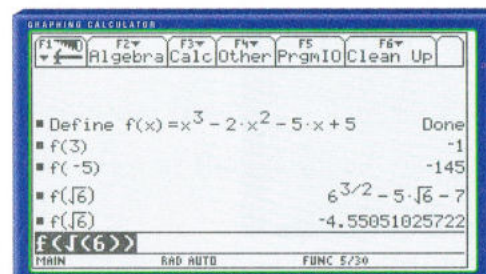 GRAPHING CALCULATOR
F1 F2 Algebra F3 Calc F4 Other F5 PrgmIO F6 Clean Up
▪ Define f(x)=x³ - 2·x² - 5·x + 5 Done
▪ f(3) -1
▪ f(-5) -145
▪ f(√6) 6^3/2 - 5·√6 - 7
▪ f(√6) -4.55051025722
f(√(6))
MAIN RAD AUTO FUNC 5/30